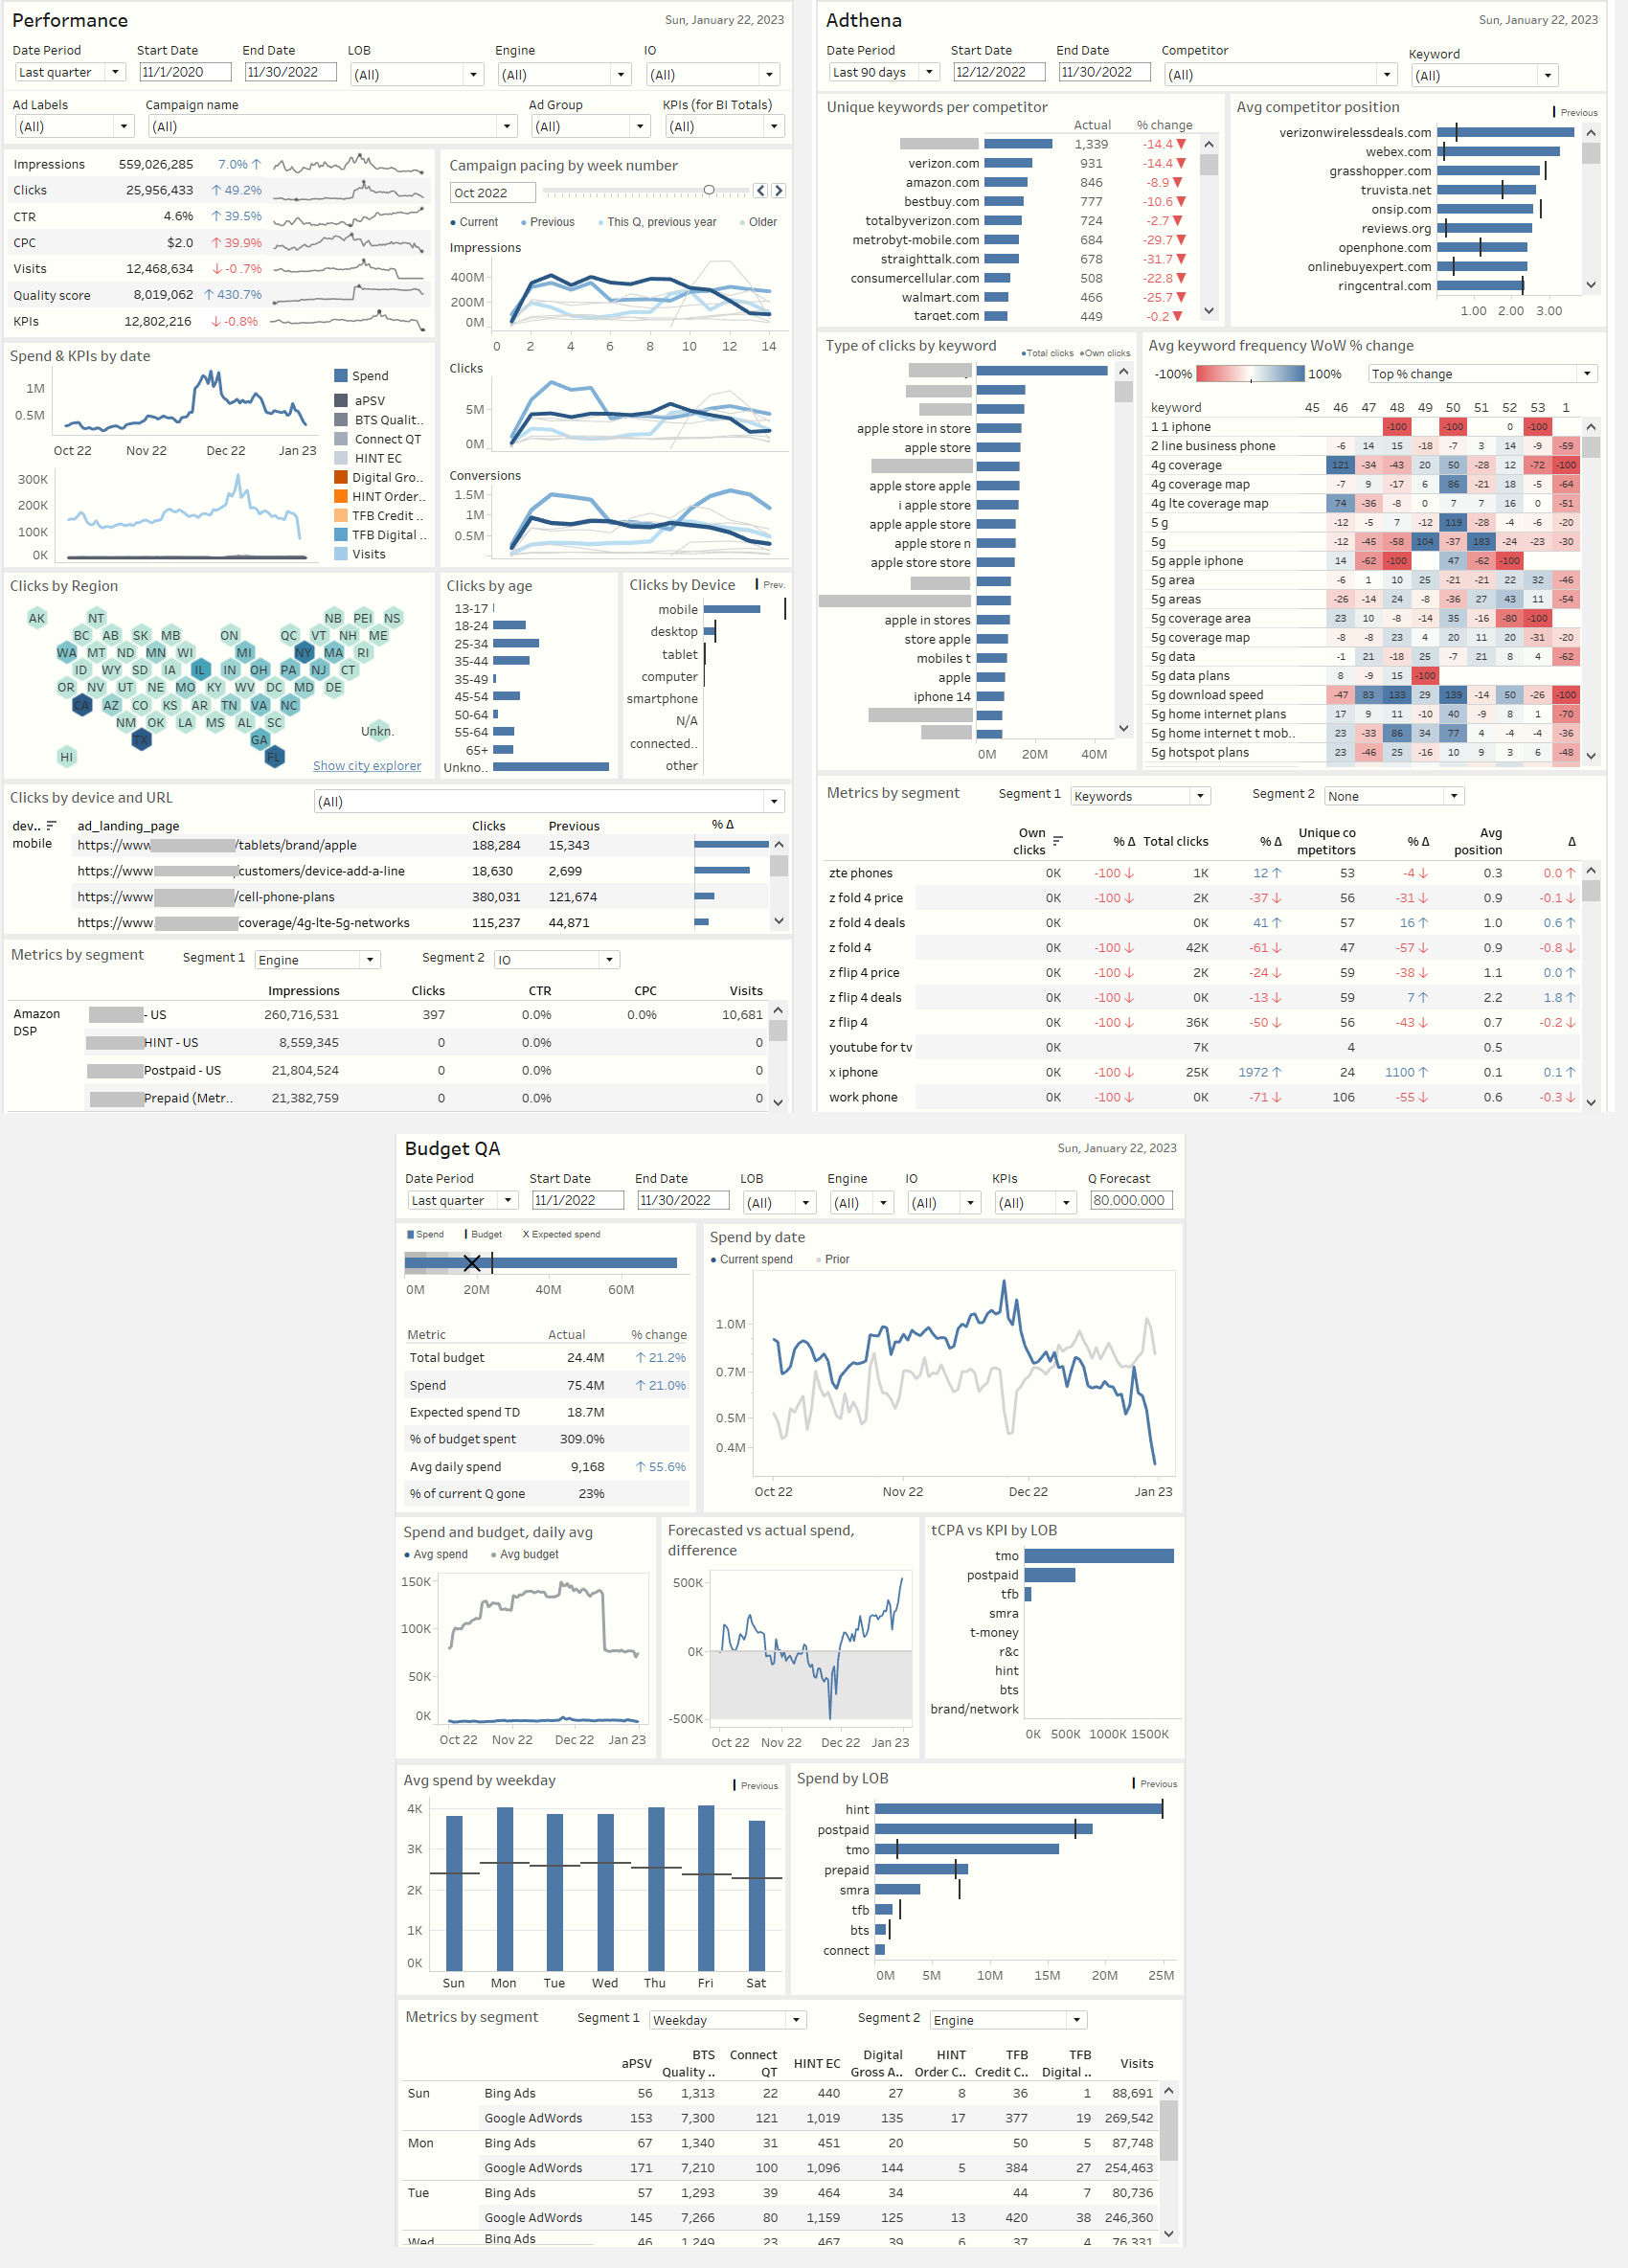 Performance
Sun, January 22, 2023
Date Period Start Date End Date LOB Engine IO
Last quarter 11/1/2020 11/30/2022 (All) (All) (All)
Ad Labels Campaign name Ad Group KPIs (for BI Totals)
(All) (All) (All) (All)
Impressions 559,026,285 7.0% ↑
Clicks 25,956,433 ↑ 49.2%
CTR 4.6% ↑ 39.5%
CPC $2.0 ↑ 39.9%
Visits 12,468,634 ↓ -0.7%
Quality score 8,019,062 ↑ 430.7%
KPIs 12,802,216 ↓ -0.8%
Campaign pacing by week number
Oct 2022
Current Previous This Q, previous year Older
Impressions
400M
200M
0M
0 2 4 6 8 10 12 14
Clicks
5M
0M
Conversions
1.5M
1M
0.5M
Spend & KPIs by date
1M
0.5M
Oct 22 Nov 22 Dec 22 Jan 23
300K
200K
100K
0K
Spend
aPSV
BTS Qualit..
Connect QT
HINT EC
Digital Gro...
HINT Order..
TFB Credit ..
TFB Digital ..
Visits
Clicks by Region
AK NT NB PEI NS
BC AB SK MB ON QC VT NH ME
WA MT ND MN WI MI NY MA RI
ID WY SD IA IL IN OH PA NJ CT
OR NV UT NE MO KY WV DC MD DE
CA AZ CO KS AR TN VA NC
NM OK LA MS AL SC
Unkn.
TX GA
HI FL
Show city explorer
Clicks by age
13-17
18-24
25-34
35-44
35-49
45-54
50-64
55-64
65+
Unkno..
Clicks by Device Prev.
mobile
desktop
tablet
computer
smartphone
N/A
connected..
other
Clicks by device and URL (All)
dev.. ad_landing_page Clicks Previous % Δ
mobile https://www /tablets/brand/apple 188,284 15,343
https://www. customers/device-add-a-line 18,630 2,699
https://www. /cell-phone-plans 380,031 121,674
https://www. coverage/4g-lte-5g-networks 115,237 44,871
Metrics by segment Segment 1 Engine Segment 2 IO
Impressions Clicks CTR CPC Visits
Amazon DSP - US 260,716,531 397 0.0% 0.0% 10,681
HINT - US 8,559,345 0 0.0% 0
Postpaid - US 21,804,524 0 0.0% 0
Prepaid (Metr.. 21,382,759 0 0.0% 0
Adthena
Sun, January 22, 2023
Date Period Start Date End Date Competitor Keyword
Last 90 days 12/12/2022 11/30/2022 (All) (All)
Unique keywords per competitor
Actual % change
1,339 -14.4 ▼
verizon.com 931 -14.4 ▼
amazon.com 846 -8.9 ▼
bestbuy.com 777 -10.6 ▼
totalbyverizon.com 724 -2.7 ▼
metrobyt-mobile.com 684 -29.7 ▼
straighttalk.com 678 -31.7 ▼
consumercellular.com 508 -22.8 ▼
walmart.com 466 -25.7 ▼
target.com 449 -0.2 ▼
Avg competitor position
Previous
verizonwirelessdeals.com
webex.com
grasshopper.com
truvista.net
onsip.com
reviews.org
openphone.com
onlinebuyexpert.com
ringcentral.com
1.00 2.00 3.00
Type of clicks by keyword
Total clicks Own clicks
apple store in store
apple store
apple store apple
i apple store
apple apple store
apple store n
apple store store
apple in stores
store apple
mobiles t
apple
iphone 14
0M 20M 40M
Avg keyword frequency WoW % change
-100% 100% Top % change
keyword 45 46 47 48 49 50 51 52 53 1
1 1 iphone -100 -100 0 -100
2 line business phone -6 14 15 -18 -7 3 14 -9 -59
4g coverage 121 -34 -43 20 50 -28 12 -72 -100
4g coverage map -7 9 -17 6 86 -21 18 -5 -64
4g lte coverage map 74 -36 -8 0 7 7 16 0 -51
5 g -12 -5 7 -12 119 -28 -4 -6 -20
5g -12 -45 -58 104 -37 183 -24 -23 -30
5g apple iphone 14 -62 -100 47 -62 -100
5g area -6 1 10 25 -21 -21 22 32 -46
5g areas -26 -14 24 -8 -36 27 43 11 -54
5g coverage area 23 10 -8 -14 35 -16 -80 -100
5g coverage map -8 -8 23 4 20 11 20 -31 -20
5g data -1 21 -18 25 -7 21 8 4 -62
5g data plans 8 -9 15 -100
5g download speed -47 83 133 29 139 -14 50 -26 -100
5g home internet plans 17 9 11 -10 40 -9 8 1 -70
5g home internet t mob.. 23 -33 86 34 77 4 -4 -4 -36
5g hotspot plans 23 -46 25 -16 10 9 3 6 -48
Metrics by segment Segment 1 Keywords Segment 2 None
Own clicks % Δ Total clicks % Δ Unique co mpetitors % Δ Avg position Δ
zte phones 0K -100 ↓ 1K 12 ↑ 53 -4 ↓ 0.3 0.0 ↑
z fold 4 price 0K -100 ↓ 2K -37 ↓ 56 -31 ↓ 0.9 -0.1 ↓
z fold 4 deals 0K 0K 41 ↑ 57 16 ↑ 1.0 0.6 ↑
z fold 4 0K -100 ↓ 42K -61 ↓ 47 -57 ↓ 0.9 -0.8 ↓
z flip 4 price 0K -100 ↓ 2K -24 ↓ 59 -38 ↓ 1.1 0.0 ↑
z flip 4 deals 0K -100 ↓ 0K -13 ↓ 59 7 ↑ 2.2 1.8 ↑
z flip 4 0K -100 ↓ 36K -50 ↓ 56 -43 ↓ 0.7 -0.2 ↓
youtube for tv 0K 7K 4 0.5
x iphone 0K -100 ↓ 25K 1972 ↑ 24 1100 ↑ 0.1 0.1 ↑
work phone 0K -100 ↓ 0K -71 ↓ 106 -55 ↓ 0.6 -0.3 ↓
Budget QA
Sun, January 22, 2023
Date Period Start Date End Date LOB Engine IO KPIs Q Forecast
Last quarter 11/1/2022 11/30/2022 (All) (All) (All) (All) 80,000,000
Spend Budget X Expected spend
0M 20M 40M 60M
Metric Actual % change
Total budget 24.4M ↑ 21.2%
Spend 75.4M ↑ 21.0%
Expected spend TD 18.7M
% of budget spent 309.0%
Avg daily spend 9,168 ↑ 55.6%
% of current Q gone 23%
Spend by date
Current spend Prior
1.0M
0.7M
0.5M
0.4M
Oct 22 Nov 22 Dec 22 Jan 23
Spend and budget, daily avg
Avg spend Avg budget
150K
100K
50K
0K
Oct 22 Nov 22 Dec 22 Jan 23
Forecasted vs actual spend,
difference
500K
0K
-500K
Oct 22 Nov 22 Dec 22 Jan 23
tCPA vs KPI by LOB
tmo
postpaid
tfb
smra
t-money
r&c
hint
bts
brand/network
0K 500K 1000K 1500K
Avg spend by weekday
Previous
4K
3K
2K
1K
0K
Sun Mon Tue Wed Thu Fri Sat
Spend by LOB
Previous
hint
postpaid
tmo
prepaid
smra
tfb
bts
connect
0M 5M 10M 15M 20M 25M
Metrics by segment Segment 1 Weekday Segment 2 Engine
aPSV BTS Quality .. Connect QT HINT EC Digital Gross A.. HINT Order C.. TFB Credit C.. TFB Digital .. Visits
Sun Bing Ads 56 1,313 22 440 27 8 36 1 88,691
Google AdWords 153 7,300 121 1,019 135 17 377 19 269,542
Mon Bing Ads 67 1,340 31 451 20 50 5 87,748
Google AdWords 171 7,210 100 1,096 144 5 384 27 254,463
Tue Bing Ads 57 1,293 39 464 34 44 7 80,736
Google AdWords 145 7,266 80 1,159 125 13 420 38 246,360
Wed Bing Ads 46 1,249 23 467 39 6 37 4 76,331